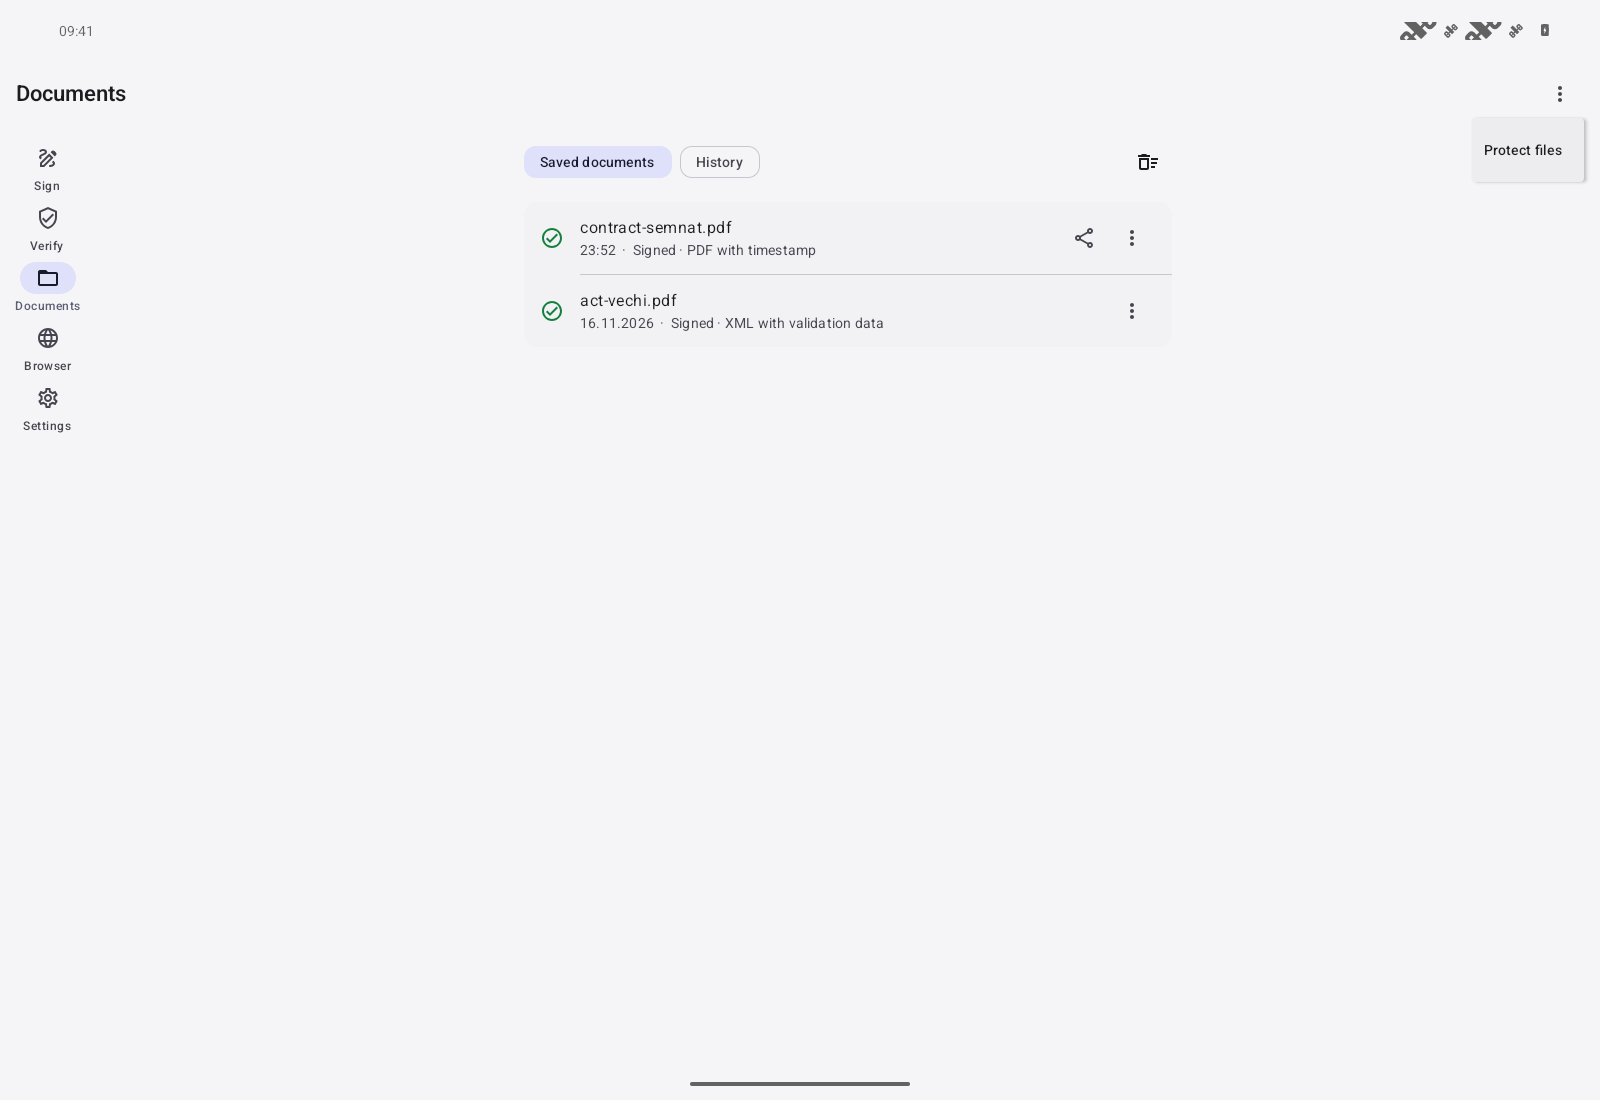 09:41
Documents
Protect files
Sign
Verify
Documents
Browser
Settings
Saved documents
History
contract-semnat.pdf
23:52 · Signed · PDF with timestamp
act-vechi.pdf
16.11.2026 · Signed · XML with validation data